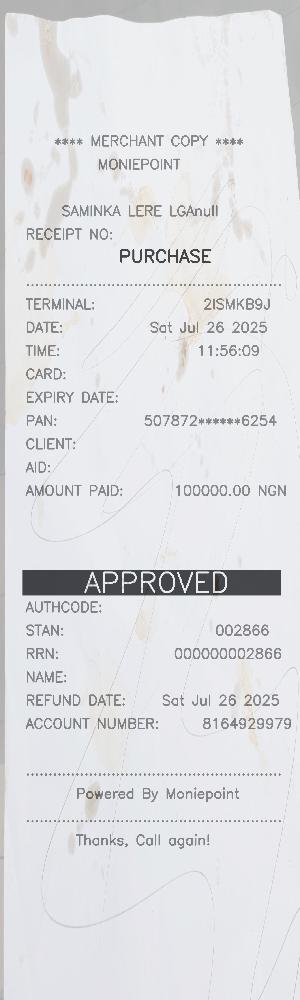 **** MERCHANT COPY ****
MONIEPOINT
SAMINKA LERE LGAnull
RECEIPT NO:
PURCHASE
TERMINAL: 2ISMKB9J
DATE: Sat Jul 26 2025
TIME: 11:56:09
CARD:
EXPIRY DATE:
PAN: 507872******6254
CLIENT:
AID:
AMOUNT PAID: 100000.00 NGN
APPROVED
AUTHCODE:
STAN: 002866
RRN: 000000002866
NAME:
REFUND DATE: Sat Jul 26 2025
ACCOUNT NUMBER: 8164929979
Powered By Moniepoint
Thanks, Call again!